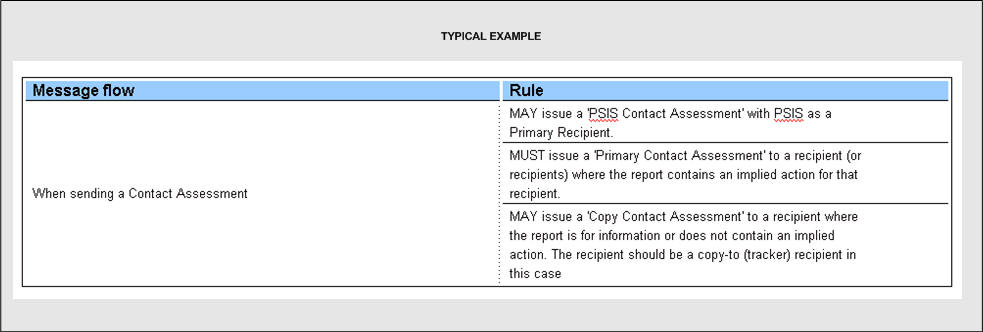 TYPICAL EXAMPLE
Message flow
Rule
When sending a Contact Assessment
MAY issue a 'PSIS Contact Assessment' with PSIS as a
Primary Recipient.
MUST issue a 'Primary Contact Assessment' to a recipient (or
recipients) where the report contains an implied action for that
recipient.
MAY issue a 'Copy Contact Assessment' to a recipient where
the report is for information or does not contain an implied
action. The recipient should be a copy-to (tracker) recipient in
this case